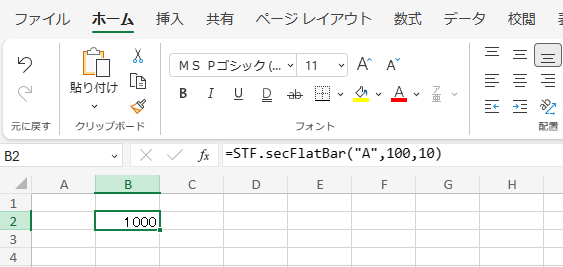 ファイル ホーム 挿入 共有 ページ レイアウト 数式 データ 校閲
貼り付け
ＭＳ Ｐゴシック (... 11 A A
B I U D ab A ア亜
元に戻す クリップボード フォント 配置
B2 fx =STF.secFlatBar("A",100,10)
A B C D E F G H
1
2 1000
3
4